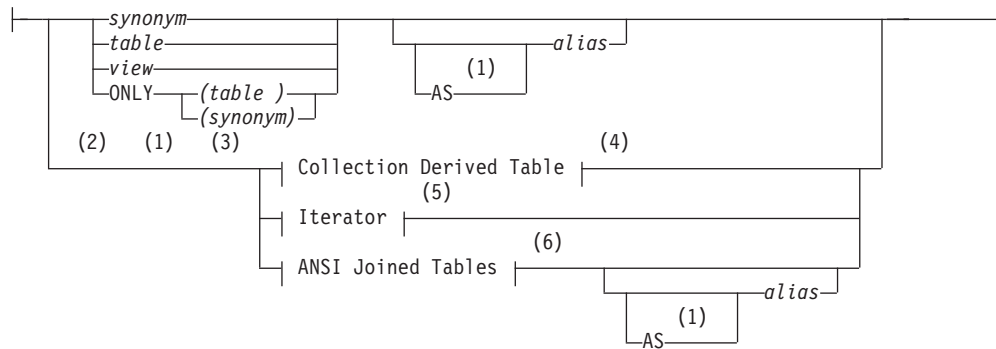 synonym
table alias
view (1)
ONLY (table ) AS
(synonym)
(2) (1) (3) (4)
Collection Derived Table
(5)
Iterator
(6)
ANSI Joined Tables
alias
(1)
AS